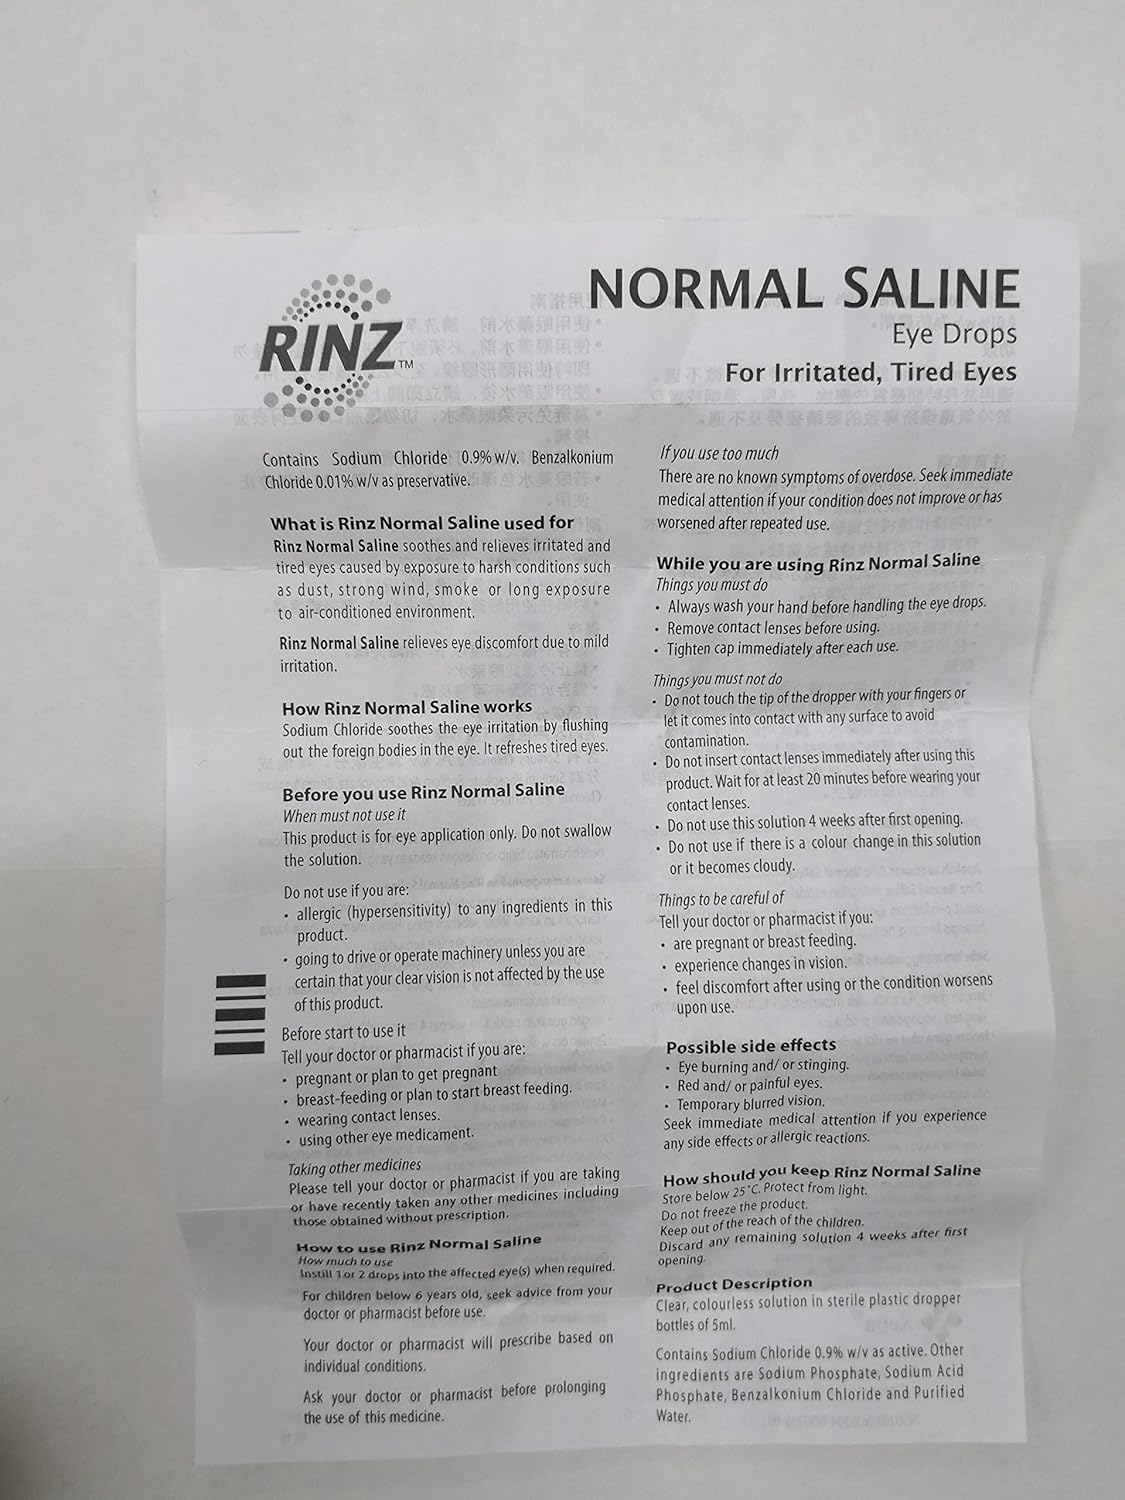 RINZ™
NORMAL SALINE
Eye Drops
For Irritated, Tired Eyes
Contains Sodium Chloride 0.9% w/v. Benzalkonium
Chloride 0.01% w/v as preservative.
What is Rinz Normal Saline used for
Rinz Normal Saline soothes and relieves irritated and
tired eyes caused by exposure to harsh conditions such
as dust, strong wind, smoke or long exposure
to air-conditioned environment.
Rinz Normal Saline relieves eye discomfort due to mild
irritation.
How Rinz Normal Saline works
Sodium Chloride soothes the eye irritation by flushing
out the foreign bodies in the eye. It refreshes tired eyes.
Before you use Rinz Normal Saline
When must not use it
This product is for eye application only. Do not swallow
the solution.
Do not use if you are:
• allergic (hypersensitivity) to any ingredients in this
product.
• going to drive or operate machinery unless you are
certain that your clear vision is not affected by the use
of this product.
Before start to use it
Tell your doctor or pharmacist if you are:
• pregnant or plan to get pregnant
• breast-feeding or plan to start breast feeding.
• wearing contact lenses.
• using other eye medicament.
Taking other medicines
Please tell your doctor or pharmacist if you are taking
or have recently taken any other medicines including
those obtained without prescription.
How to use Rinz Normal Saline
How much to use
Instill 1 or 2 drops into the affected eye(s) when required.
For children below 6 years old, seek advice from your
doctor or pharmacist before use.
Your doctor or pharmacist will prescribe based on
individual conditions.
Ask your doctor or pharmacist before prolonging
the use of this medicine.
If you use too much
There are no known symptoms of overdose. Seek immediate
medical attention if your condition does not improve or has
worsened after repeated use.
While you are using Rinz Normal Saline
Things you must do
• Always wash your hand before handling the eye drops.
• Remove contact lenses before using.
• Tighten cap immediately after each use.
Things you must not do
• Do not touch the tip of the dropper with your fingers or
let it comes into contact with any surface to avoid
contamination.
• Do not insert contact lenses immediately after using this
product. Wait for at least 20 minutes before wearing your
contact lenses.
• Do not use this solution 4 weeks after first opening.
• Do not use if there is a colour change in this solution
or it becomes cloudy.
Things to be careful of
Tell your doctor or pharmacist if you:
• are pregnant or breast feeding.
• experience changes in vision.
• feel discomfort after using or the condition worsens
upon use.
Possible side effects
• Eye burning and/ or stinging.
• Red and/ or painful eyes.
• Temporary blurred vision.
Seek immediate medical attention if you experience
any side effects or allergic reactions.
How should you keep Rinz Normal Saline
Store below 25°C. Protect from light.
Do not freeze the product.
Keep out of the reach of the children.
Discard any remaining solution 4 weeks after first
opening.
Product Description
Clear, colourless solution in sterile plastic dropper
bottles of 5ml.
Contains Sodium Chloride 0.9% w/v as active. Other
ingredients are Sodium Phosphate, Sodium Acid
Phosphate, Benzalkonium Chloride and Purified
Water.